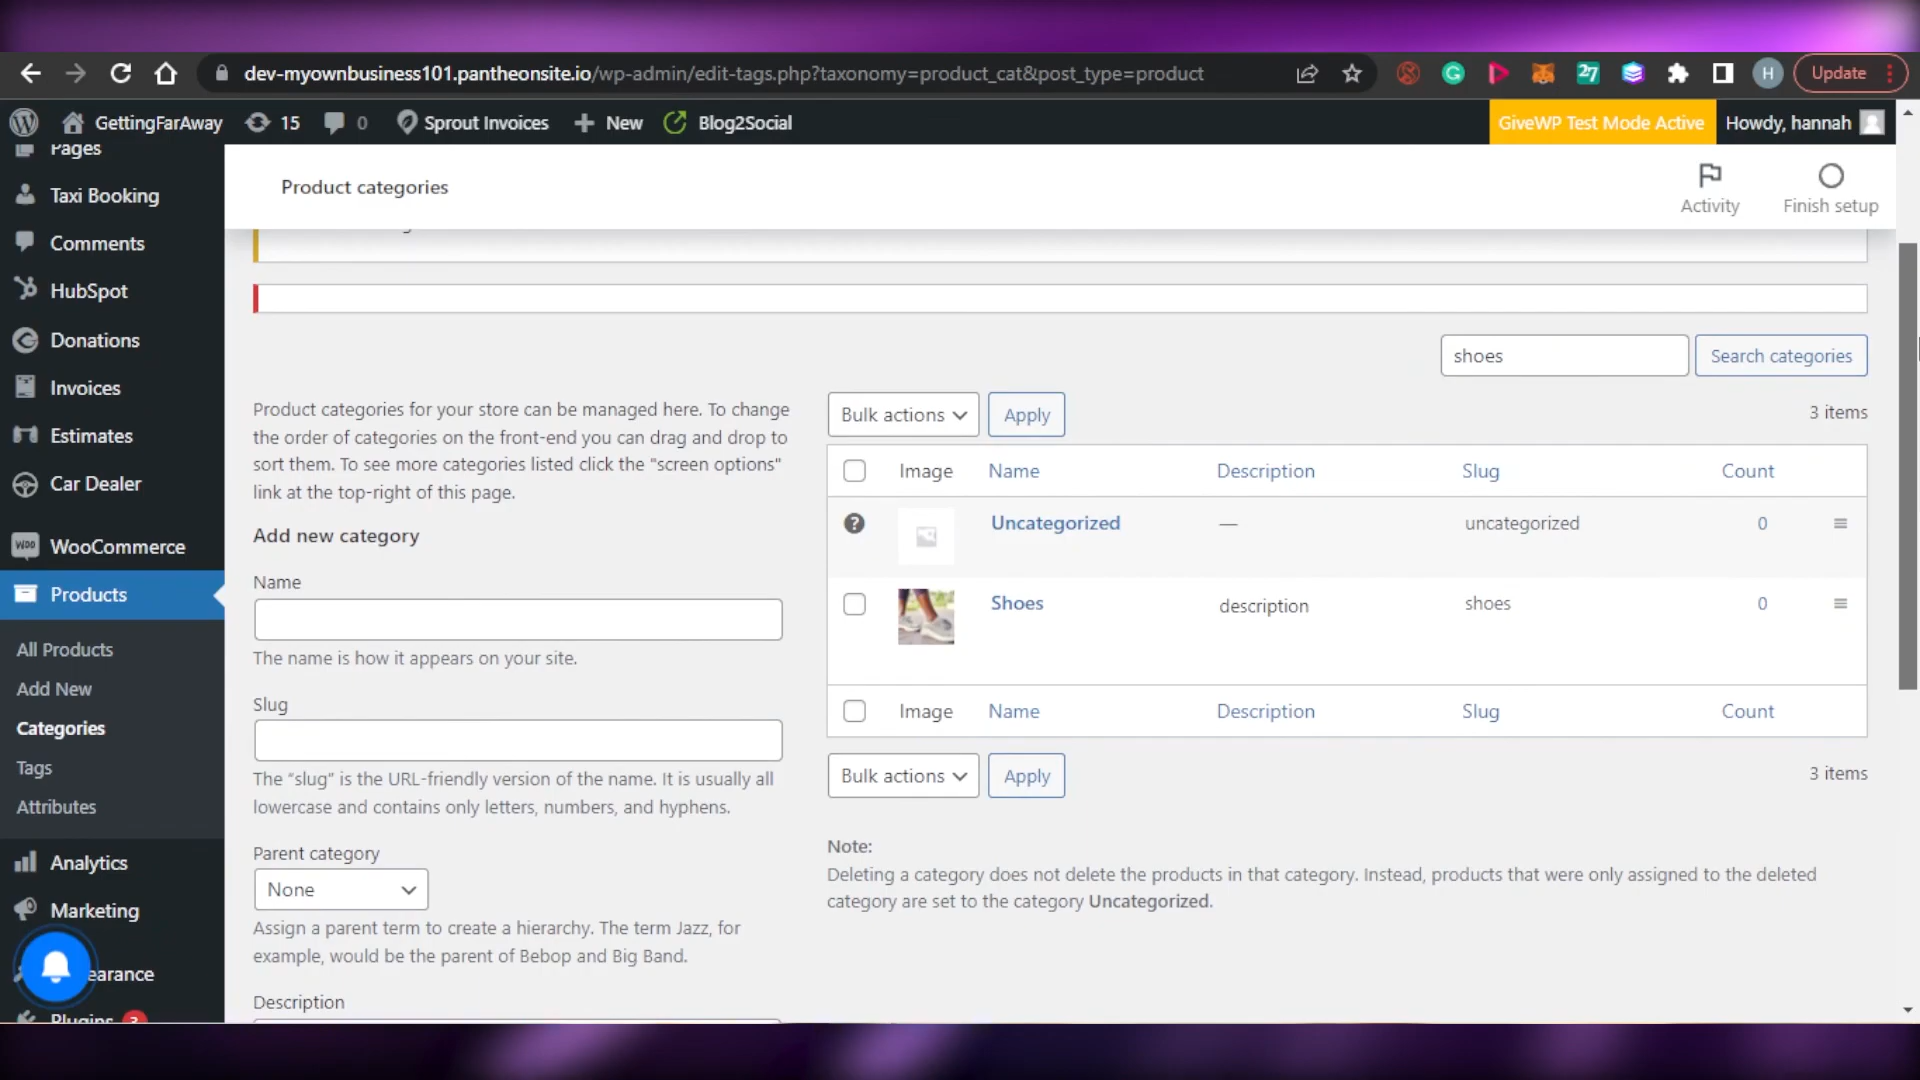 dev-myownbusiness101.pantheonsite.io/wp-admin/edit-tags.php?taxonomy=product_cat&post_type=product
27
H
Update
GettingFarAway
15
0
Sprout Invoices
New
Blog2Social
GiveWP Test Mode Active
Howdy, hannah
Pages
Taxi Booking
Comments
HubSpot
Donations
Invoices
Estimates
Car Dealer
WooCommerce
Products
All Products
Add New
Categories
Tags
Attributes
Analytics
Marketing
earance
Plugins 3
Product categories
Activity
Finish setup
shoes
Search categories
Product categories for your store can be managed here. To change
the order of categories on the front-end you can drag and drop to
sort them. To see more categories listed click the "screen options"
link at the top-right of this page.
Add new category
Name
The name is how it appears on your site.
Slug
The “slug” is the URL-friendly version of the name. It is usually all
lowercase and contains only letters, numbers, and hyphens.
Parent category
None
Assign a parent term to create a hierarchy. The term Jazz, for
example, would be the parent of Bebop and Big Band.
Description
Bulk actions
Apply
3 items
Image Name Description Slug Count
Uncategorized — uncategorized 0
Shoes description shoes 0
Image Name Description Slug Count
Bulk actions
Apply
3 items
Note:
Deleting a category does not delete the products in that category. Instead, products that were only assigned to the deleted
category are set to the category Uncategorized.